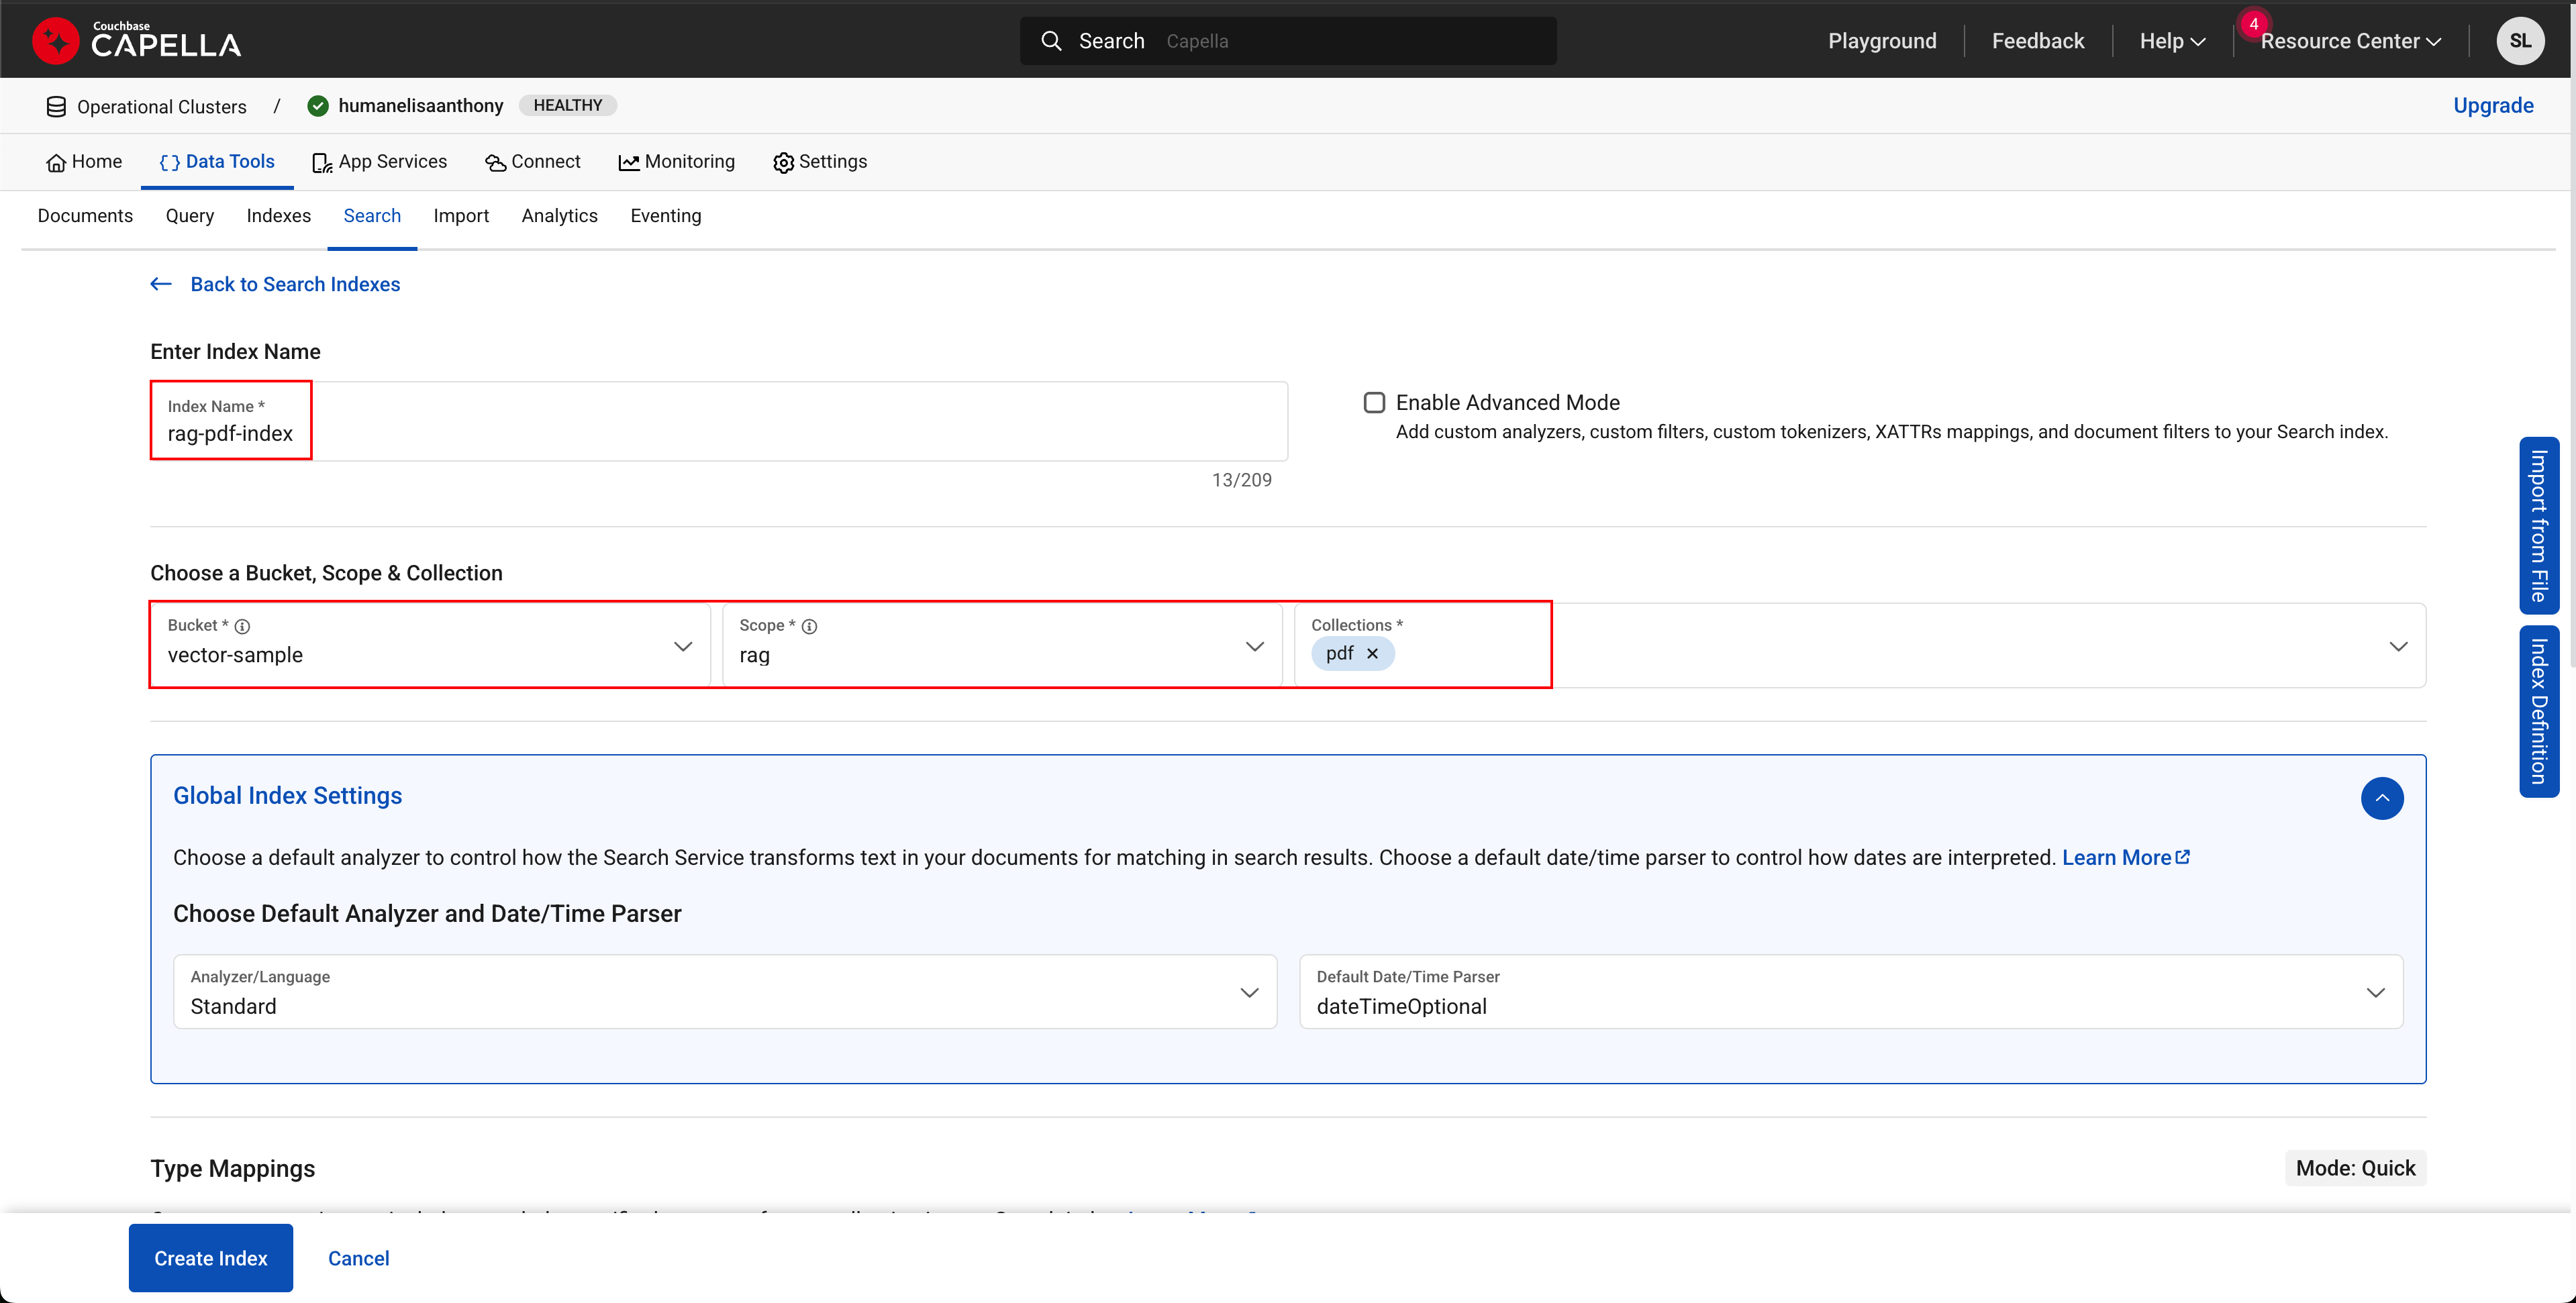 Couchbase
CAPELLA
Search Capella
Playground
Feedback
Help
4
Resource Center
SL
Operational Clusters / humanelisaanthony HEALTHY
Upgrade
Home
Data Tools
App Services
Connect
Monitoring
Settings
Documents
Query
Indexes
Search
Import
Analytics
Eventing
Back to Search Indexes
Enter Index Name
Index Name *
rag-pdf-index
13/209
Enable Advanced Mode
Add custom analyzers, custom filters, custom tokenizers, XATTRs mappings, and document filters to your Search index.
Import from File
Index Definition
Choose a Bucket, Scope & Collection
Bucket *
vector-sample
Scope *
rag
Collections *
pdf ×
Global Index Settings
Choose a default analyzer to control how the Search Service transforms text in your documents for matching in search results. Choose a default date/time parser to control how dates are interpreted. Learn More
Choose Default Analyzer and Date/Time Parser
Analyzer/Language
Standard
Default Date/Time Parser
dateTimeOptional
Type Mappings
Mode: Quick
Create Index
Cancel